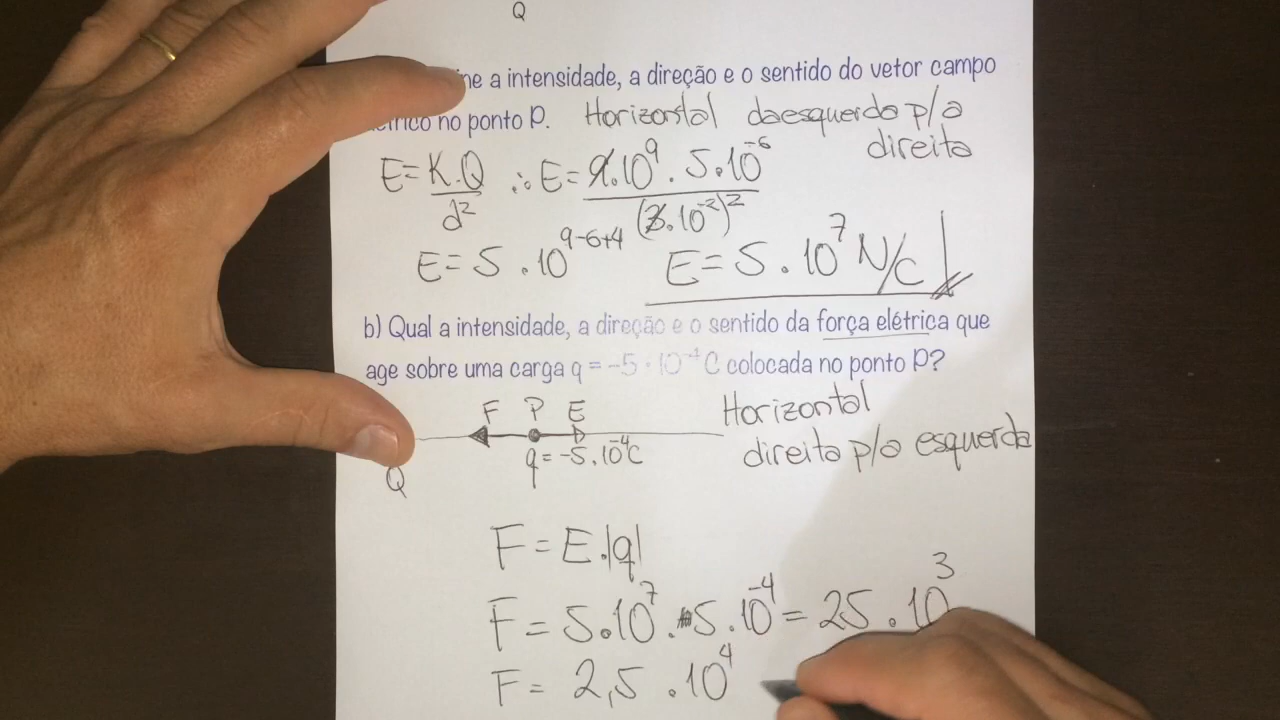 Q
a intensidade, a direção e o sentido do vetor campo
no ponto P. Horizontal da esquerda p/a
direita
E = K.Q / d² ∴ E = 9.10⁹ . 5.10⁻⁶ / (3.10⁻²)²
E = 5 . 10⁹⁻⁶⁺⁴ E = 5 . 10⁷ N/C
b) Qual a intensidade, a direção e o sentido da força elétrica que
age sobre uma carga q = -5 · 10⁻⁴ C colocada no ponto P?
F P E Horizontal
q = -5.10⁻⁴C direita p/a esquerda
Q
F = E.|q|
F = 5.10⁷ . 5.10⁻⁴ = 25 . 10³
F = 2,5 . 10⁴